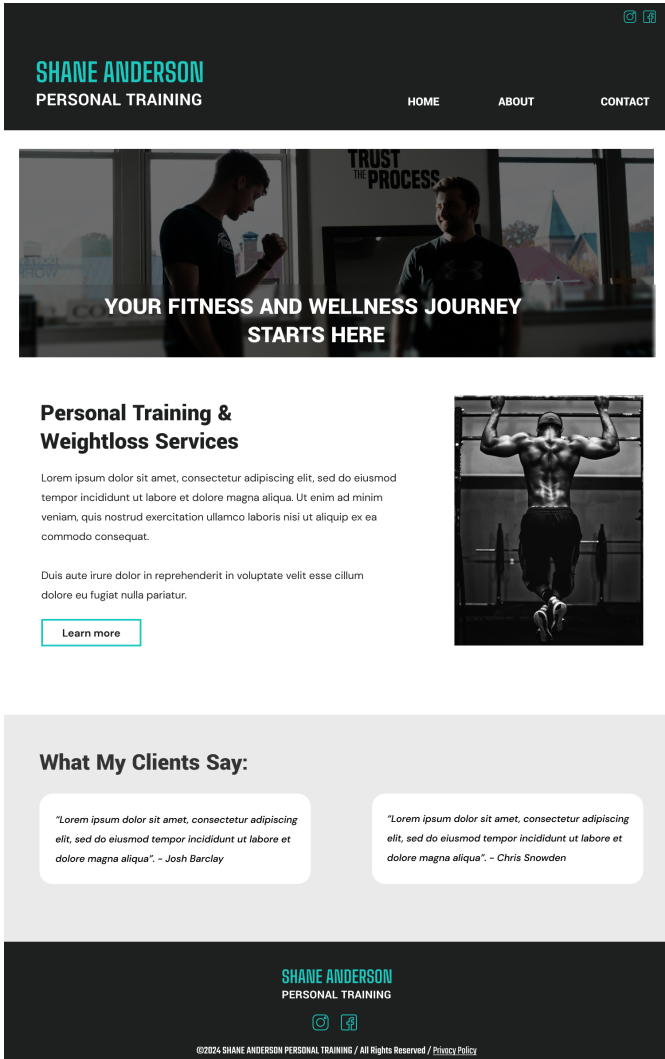 SHANE ANDERSON
PERSONAL TRAINING
HOME ABOUT CONTACT
TRUST
THE PROCESS
YOUR FITNESS AND WELLNESS JOURNEY
STARTS HERE
Personal Training &
Weightloss Services
Lorem ipsum dolor sit amet, consectetur adipiscing elit, sed do eiusmod
tempor incididunt ut labore et dolore magna aliqua. Ut enim ad minim
veniam, quis nostrud exercitation ullamco laboris nisi ut aliquip ex ea
commodo consequat.
Duis aute irure dolor in reprehenderit in voluptate velit esse cillum
dolore eu fugiat nulla pariatur.
Learn more
What My Clients Say:
“Lorem ipsum dolor sit amet, consectetur adipiscing
elit, sed do eiusmod tempor incididunt ut labore et
dolore magna aliqua”. - Josh Barclay
“Lorem ipsum dolor sit amet, consectetur adipiscing
elit, sed do eiusmod tempor incididunt ut labore et
dolore magna aliqua”. - Chris Snowden
SHANE ANDERSON
PERSONAL TRAINING
©2024 SHANE ANDERSON PERSONAL TRAINING / All Rights Reserved / Privacy Policy